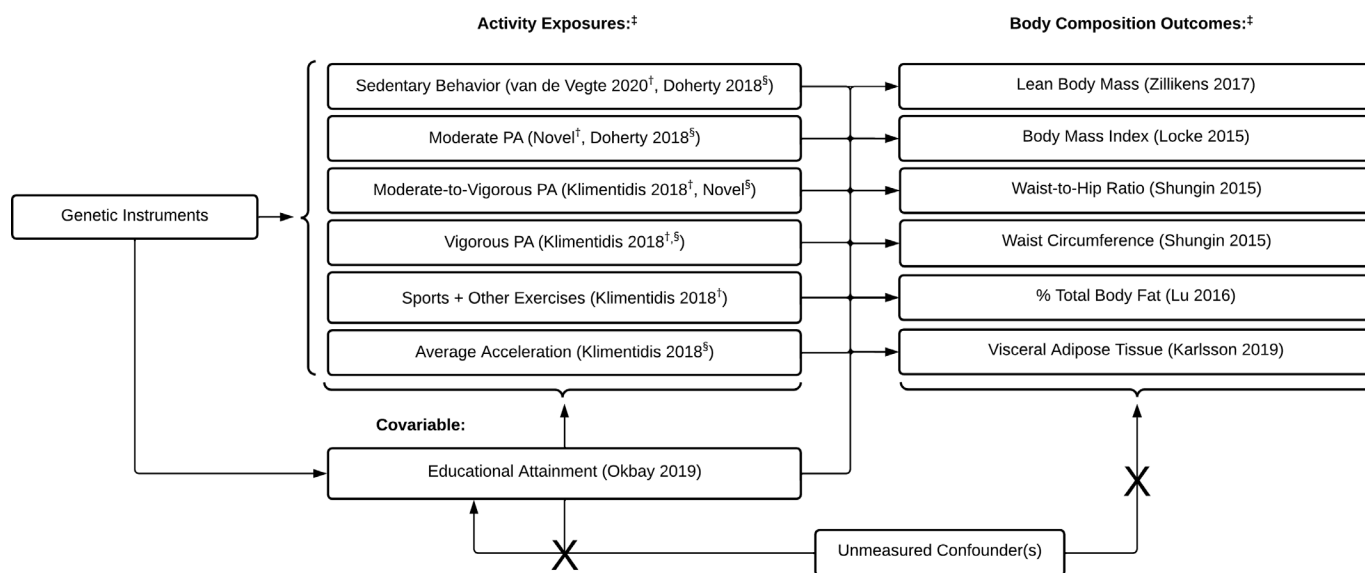 Activity Exposures:‡
Body Composition Outcomes:‡
Sedentary Behavior (van de Vegte 2020†, Doherty 2018§)
Lean Body Mass (Zillikens 2017)
Moderate PA (Novel†, Doherty 2018§)
Body Mass Index (Locke 2015)
Moderate-to-Vigorous PA (Klimentidis 2018†, Novel§)
Waist-to-Hip Ratio (Shungin 2015)
Genetic Instruments
Vigorous PA (Klimentidis 2018†,§)
Waist Circumference (Shungin 2015)
Sports + Other Exercises (Klimentidis 2018†)
% Total Body Fat (Lu 2016)
Average Acceleration (Klimentidis 2018§)
Visceral Adipose Tissue (Karlsson 2019)
Covariable:
Educational Attainment (Okbay 2019)
X
X
Unmeasured Confounder(s)